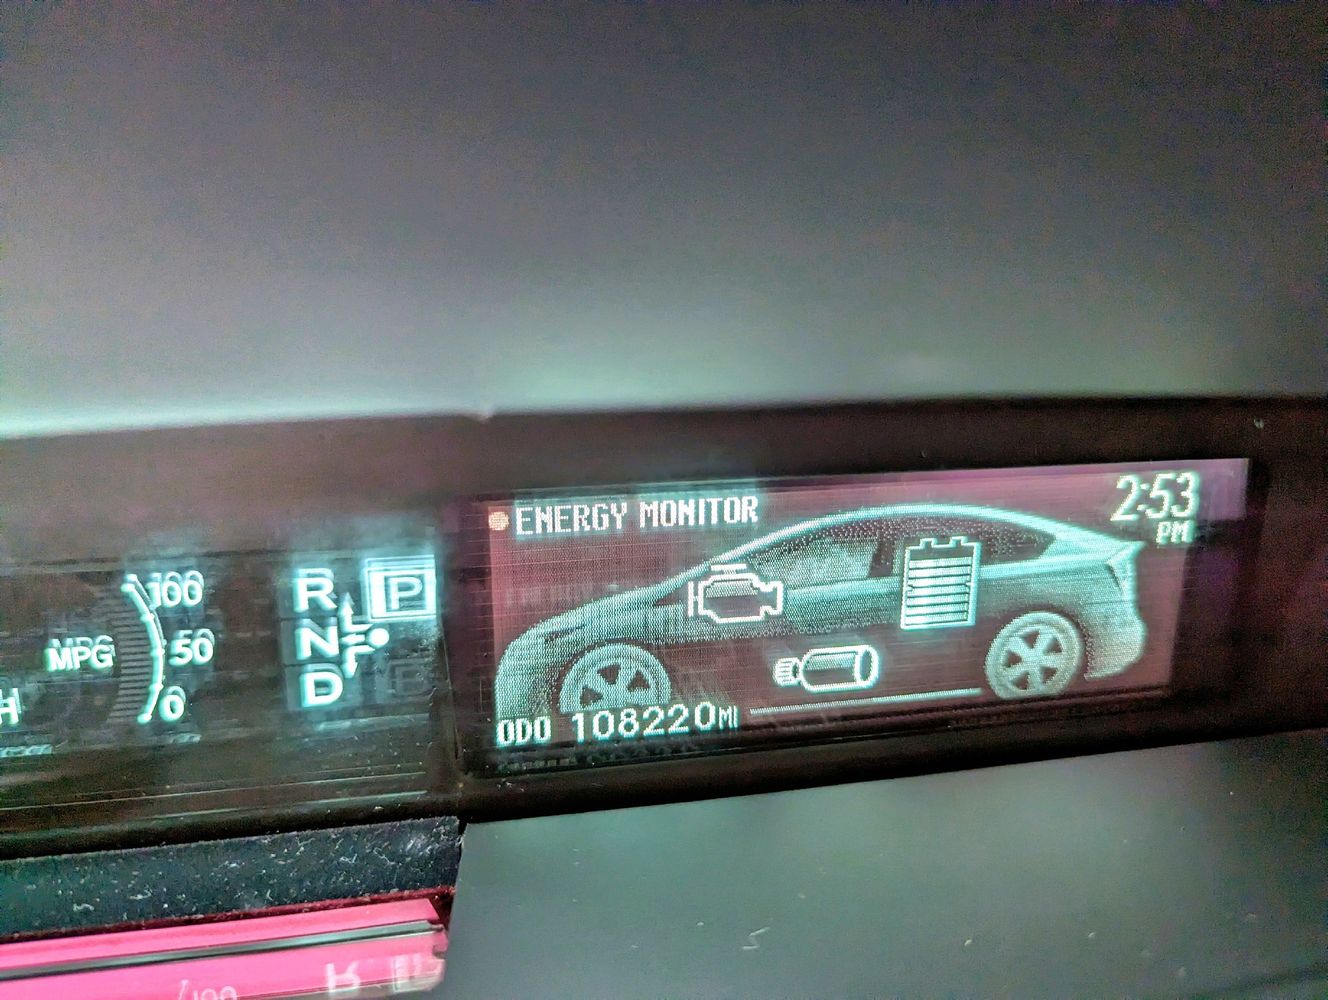 ENERGY MONITOR
2:53
PM
100
MPG
50
0
H
R
N
D
P
B
ODO 108220MI